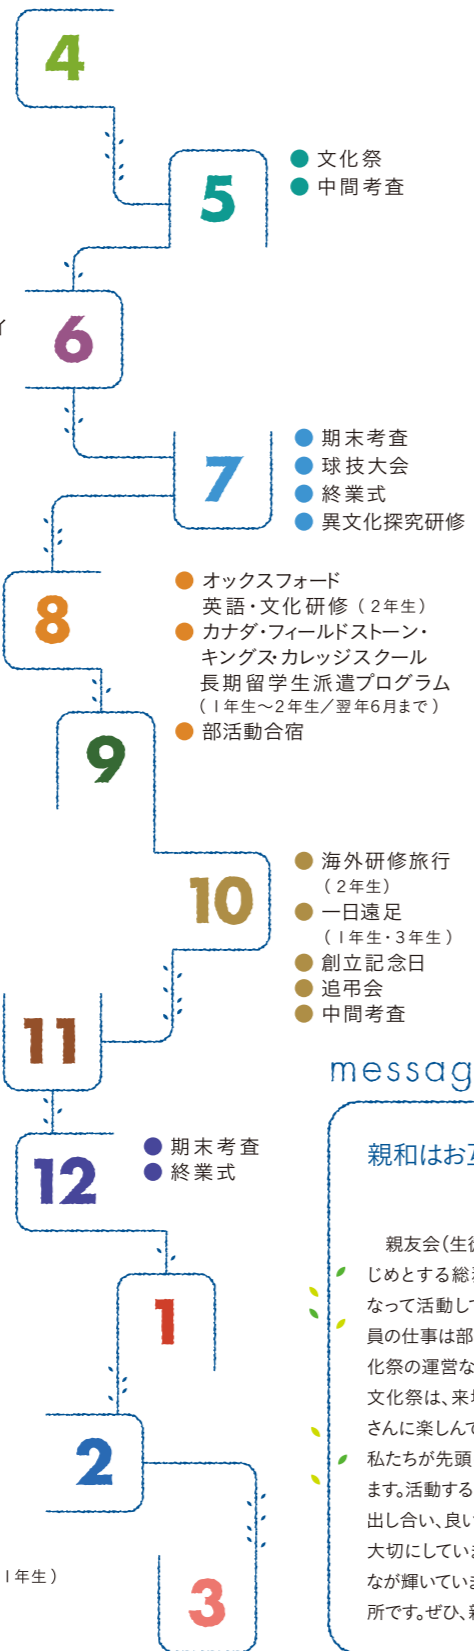 4
5
● 文化祭
● 中間考査
6
7
● 期末考査
● 球技大会
● 終業式
● 異文化探究研修
8
● オックスフォード
英語・文化研修（2年生）
● カナダ・フィールドストーン・
キングズ・カレッジスクール
長期留学生派遣プログラム
（1年生～2年生／翌年6月まで）
● 部活動合宿
9
10
● 海外研修旅行
（2年生）
● 一日遠足
（1年生・3年生）
● 創立記念日
● 追弔会
● 中間考査
11
12
● 期末考査
● 終業式
1
2
1年生）
3
messag
親和はお
親友会（生徒
じめとする総
なって活動して
員の仕事は部
化祭の運営な
文化祭は、来
さんに楽しんで
私たちが先頭
ます。活動する
出し合い、良い
大切にしていま
なが輝いていま
所です。ぜひ、